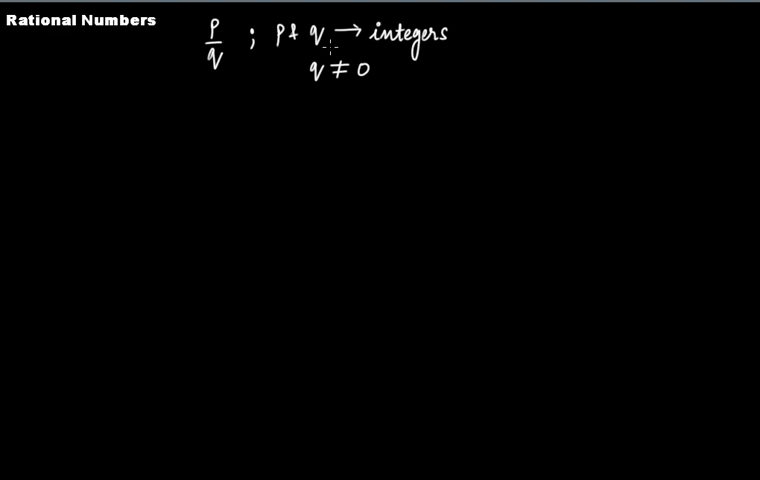 Rational Numbers
p/q ; p & q → integers
q ≠ 0